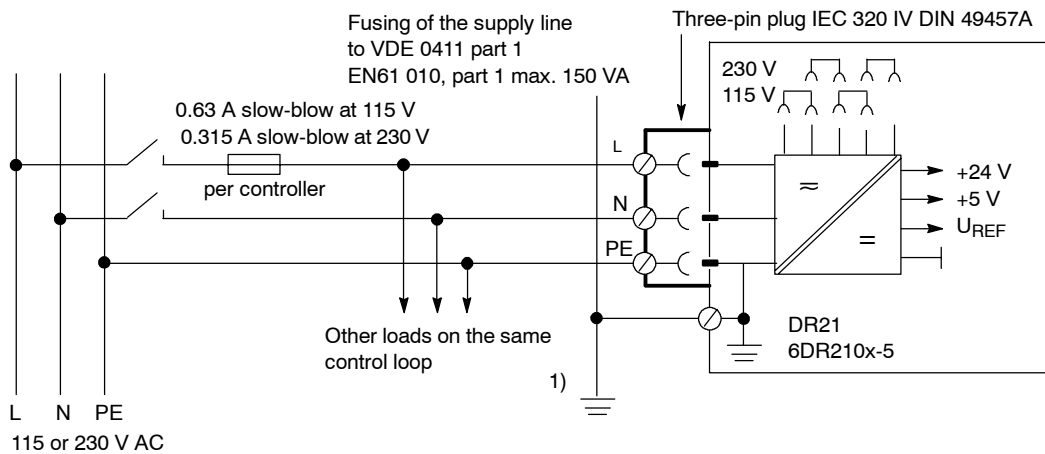 Fusing of the supply line
to VDE 0411 part 1
EN61 010, part 1 max. 150 VA
Three-pin plug IEC 320 IV DIN 49457A
230 V
115 V
0.63 A slow-blow at 115 V
0.315 A slow-blow at 230 V
per controller
L
N
PE
+24 V
+5 V
UREF
≂
=
Other loads on the same
control loop
DR21
6DR210x-5
1)
L N PE
115 or 230 V AC